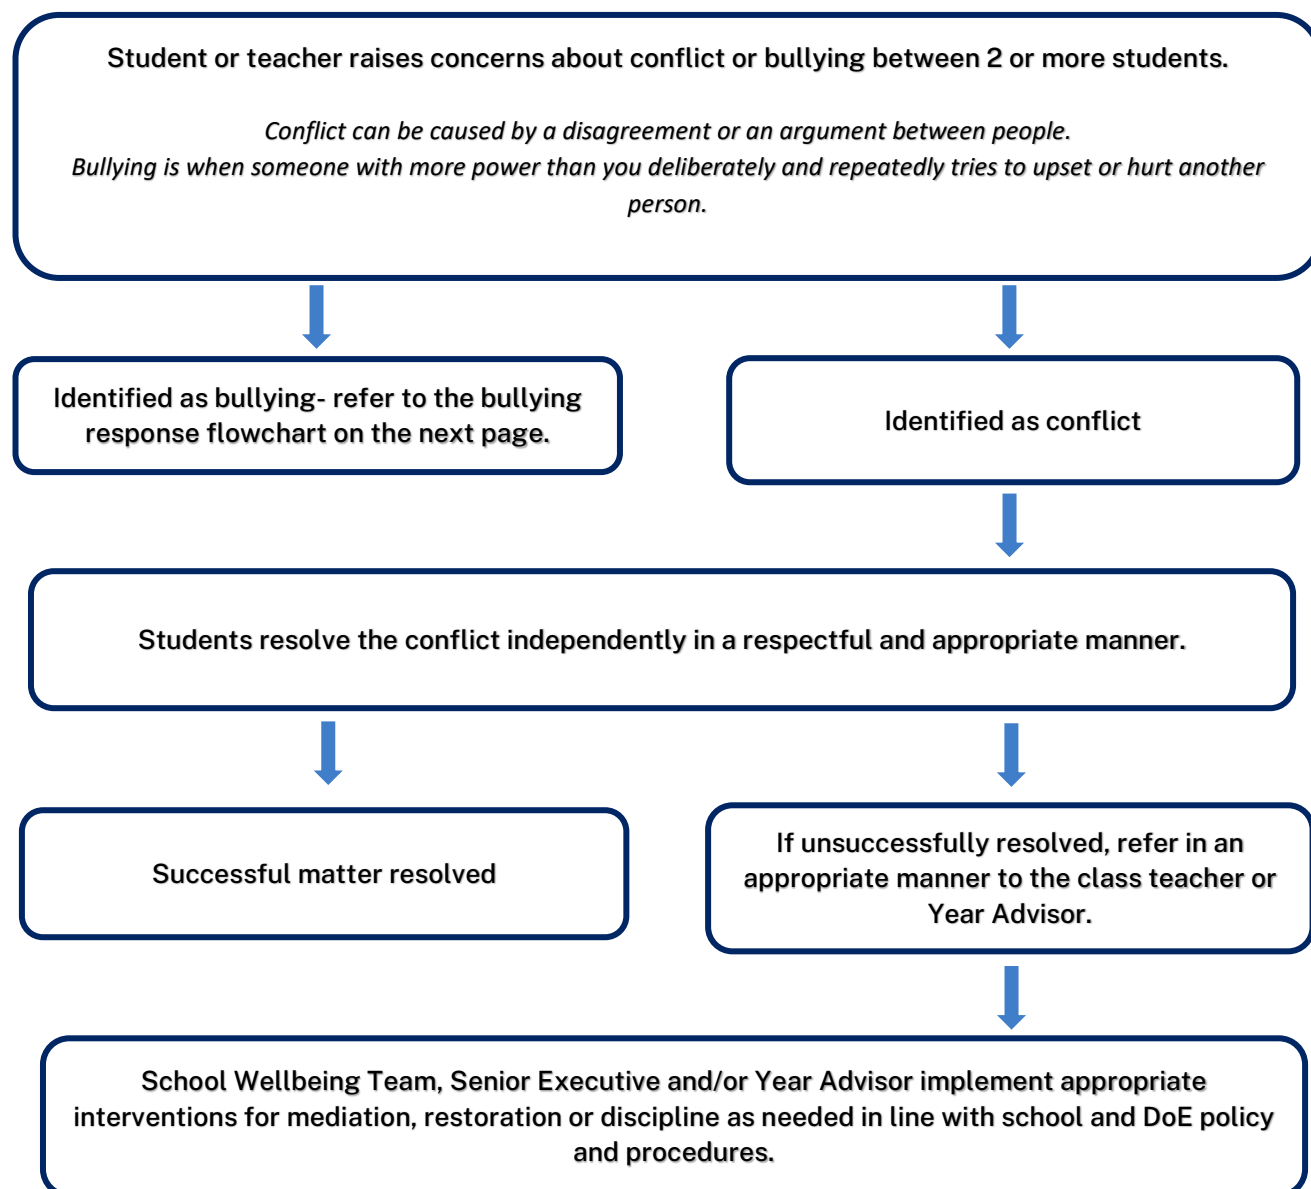 Student or teacher raises concerns about conflict or bullying between 2 or more students.
Conflict can be caused by a disagreement or an argument between people.
Bullying is when someone with more power than you deliberately and repeatedly tries to upset or hurt another
person.
Identified as bullying- refer to the bullying
response flowchart on the next page.
Identified as conflict
Students resolve the conflict independently in a respectful and appropriate manner.
Successful matter resolved
If unsuccessfully resolved, refer in an
appropriate manner to the class teacher or
Year Advisor.
School Wellbeing Team, Senior Executive and/or Year Advisor implement appropriate
interventions for mediation, restoration or discipline as needed in line with school and DoE policy
and procedures.